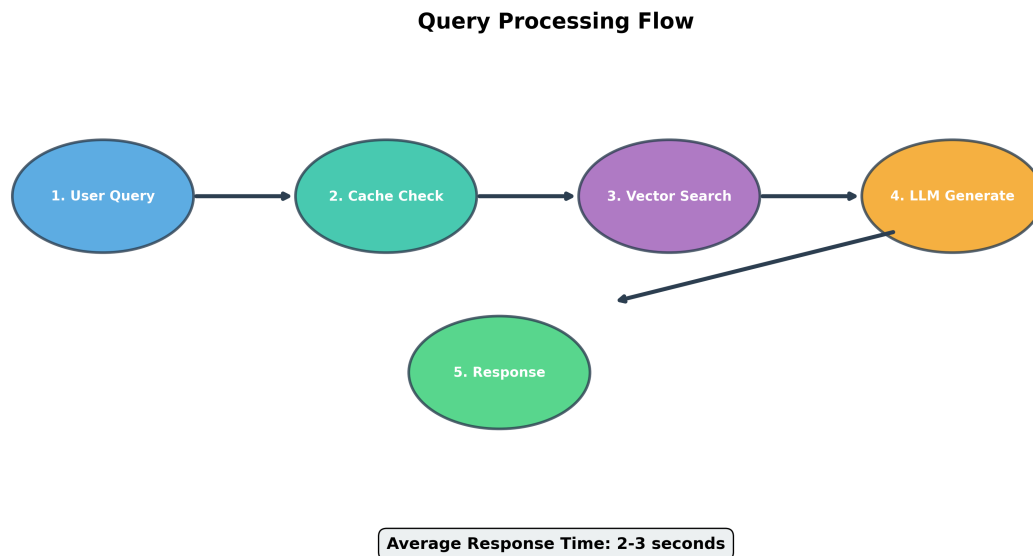 Query Processing Flow
1. User Query
2. Cache Check
3. Vector Search
4. LLM Generate
5. Response
Average Response Time: 2-3 seconds